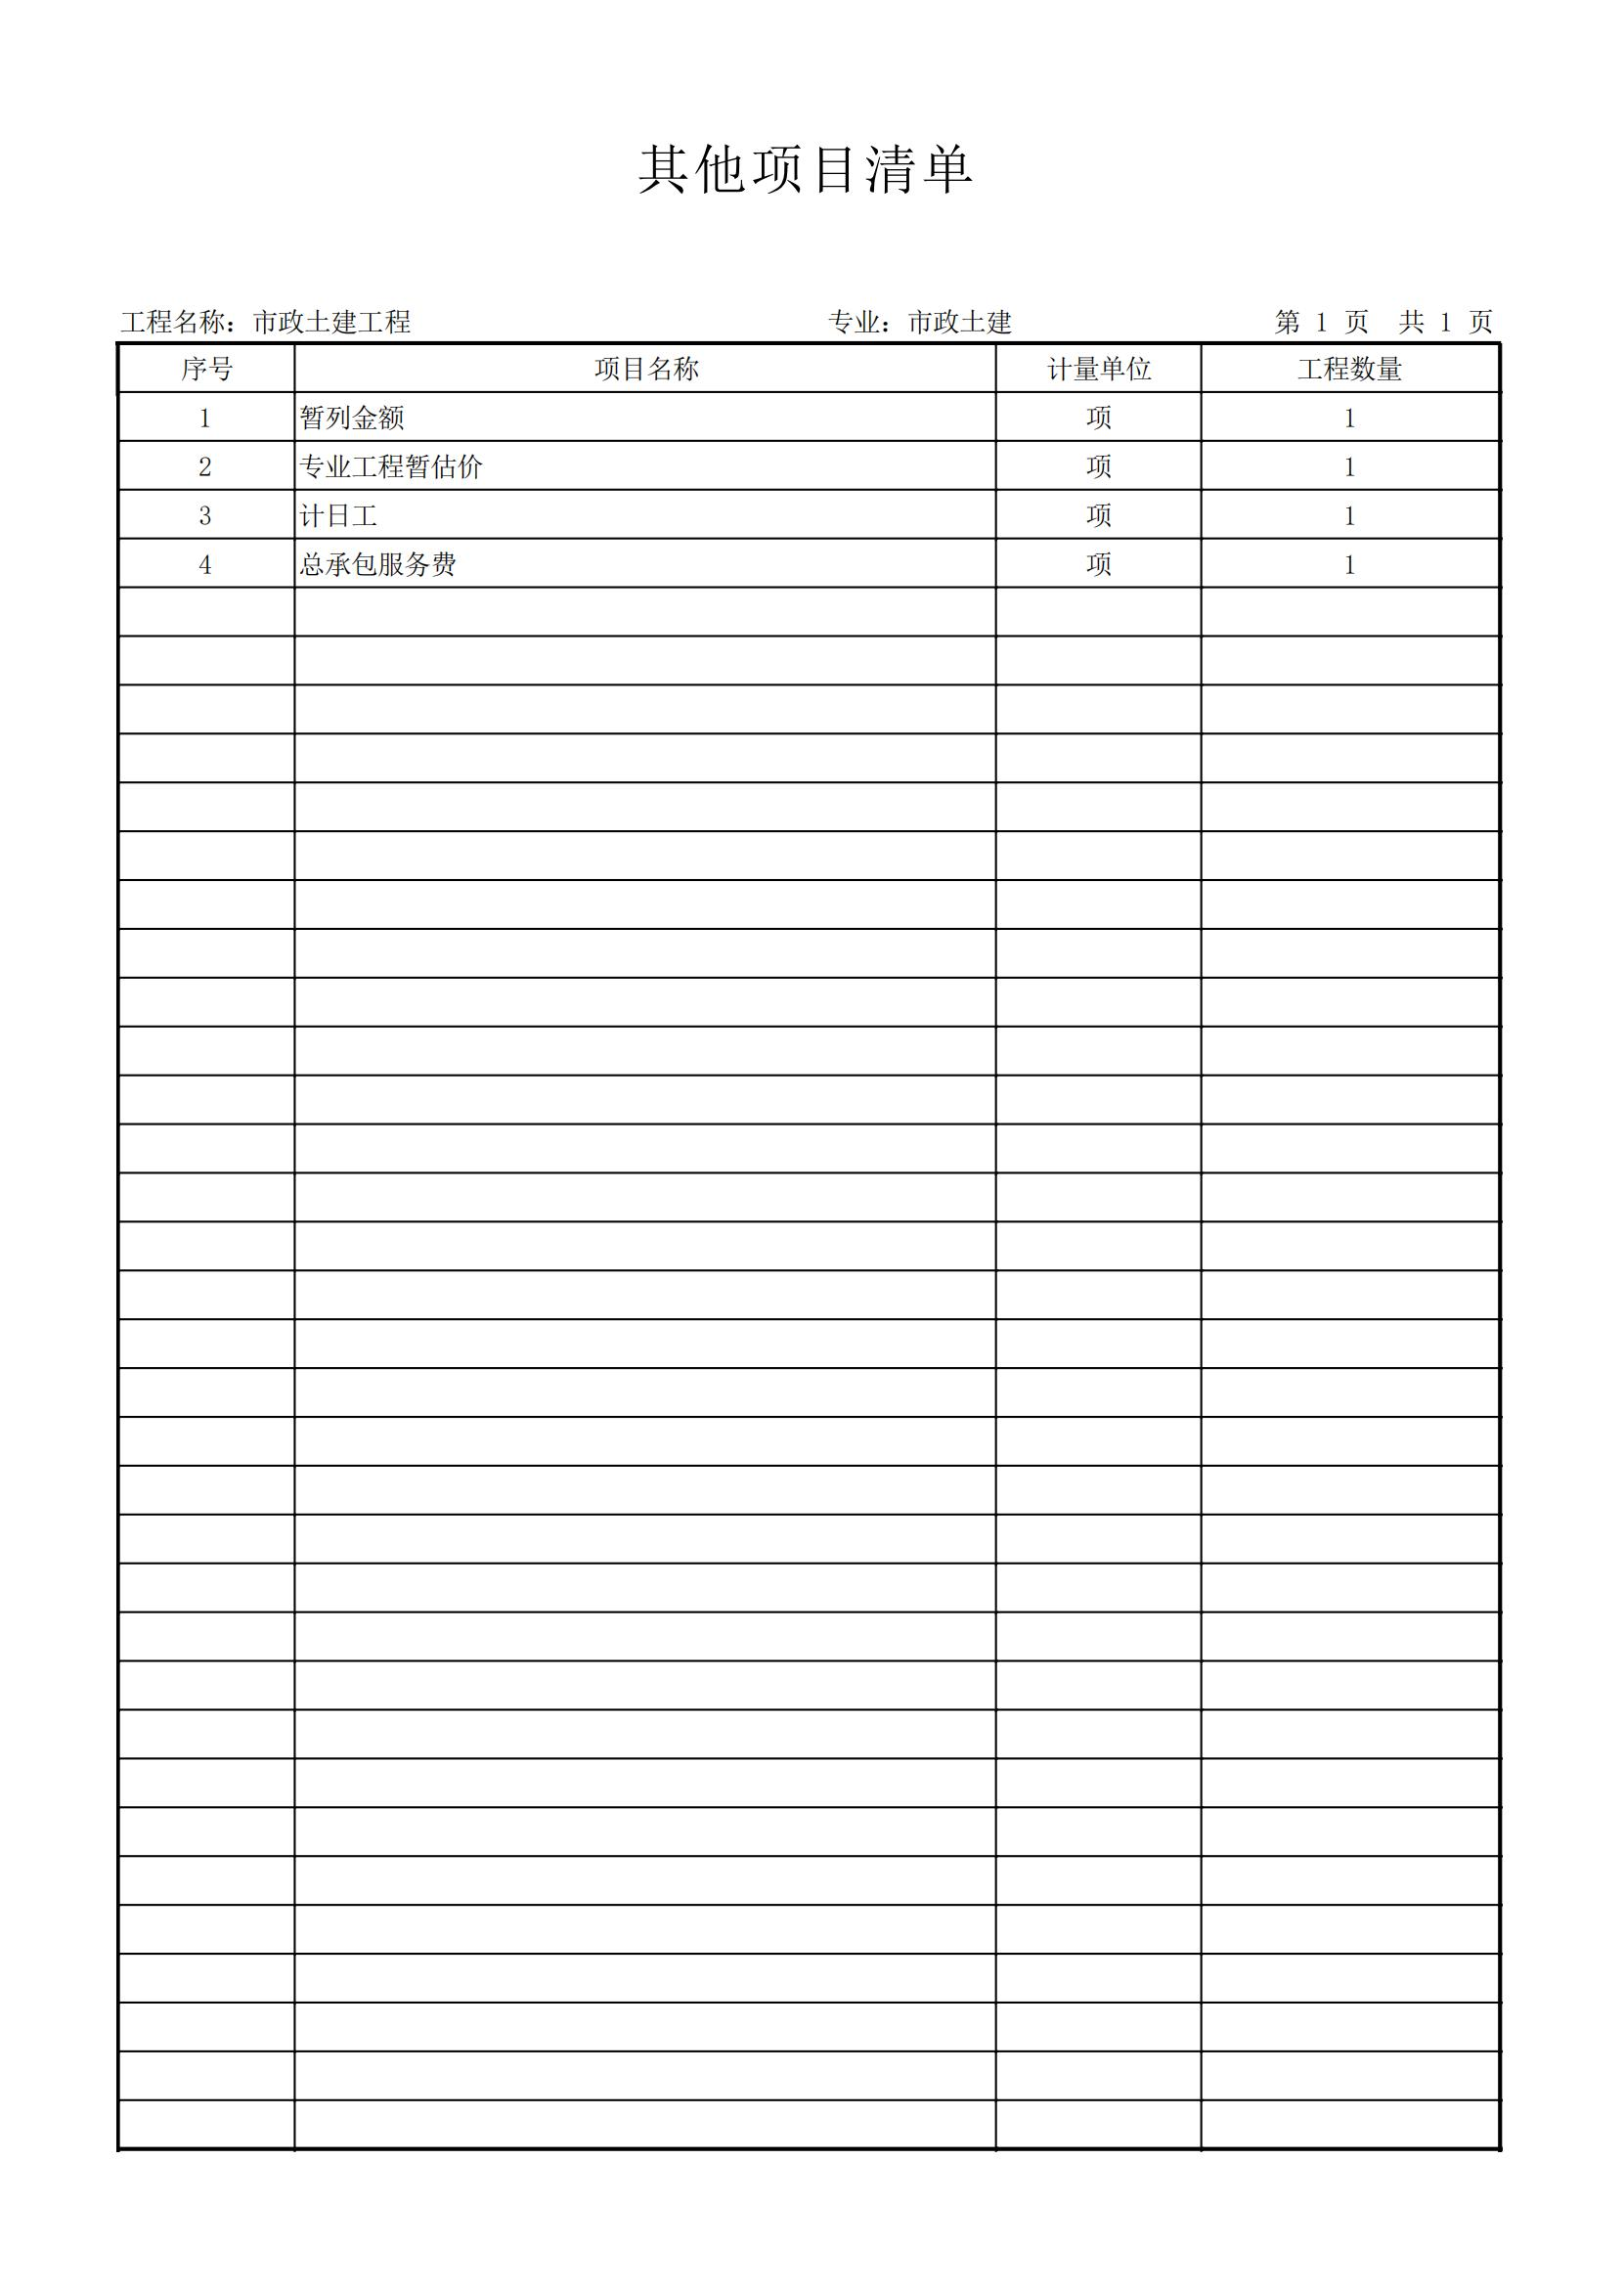 其他项目清单
工程名称：市政土建工程 专业：市政土建 第 1 页 共 1 页
序号 项目名称 计量单位 工程数量
1 暂列金额 项 1
2 专业工程暂估价 项 1
3 计日工 项 1
4 总承包服务费 项 1